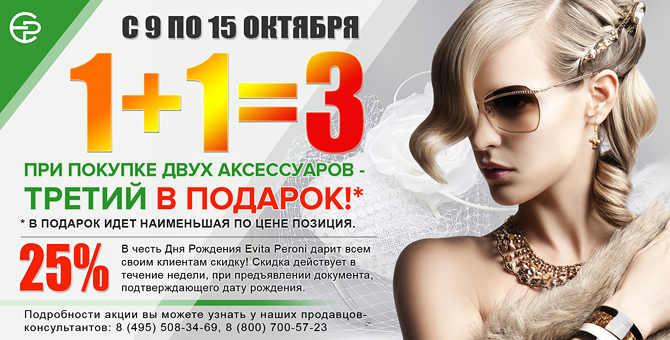 С 9 ПО 15 ОКТЯБРЯ
1+1=3
ПРИ ПОКУПКЕ ДВУХ АКСЕССУАРОВ -
ТРЕТИЙ В ПОДАРОК!*
* В ПОДАРОК ИДЕТ НАИМЕНЬШАЯ ПО ЦЕНЕ ПОЗИЦИЯ.
25%
В честь Дня Рождения Evita Peroni дарит всем
своим клиентам скидку! Скидка действует в
течение недели, при предъявлении документа,
подтверждающего дату рождения.
Подробности акции вы можете узнать у наших продавцов-
консультантов: 8 (495) 508-34-69, 8 (800) 700-57-23